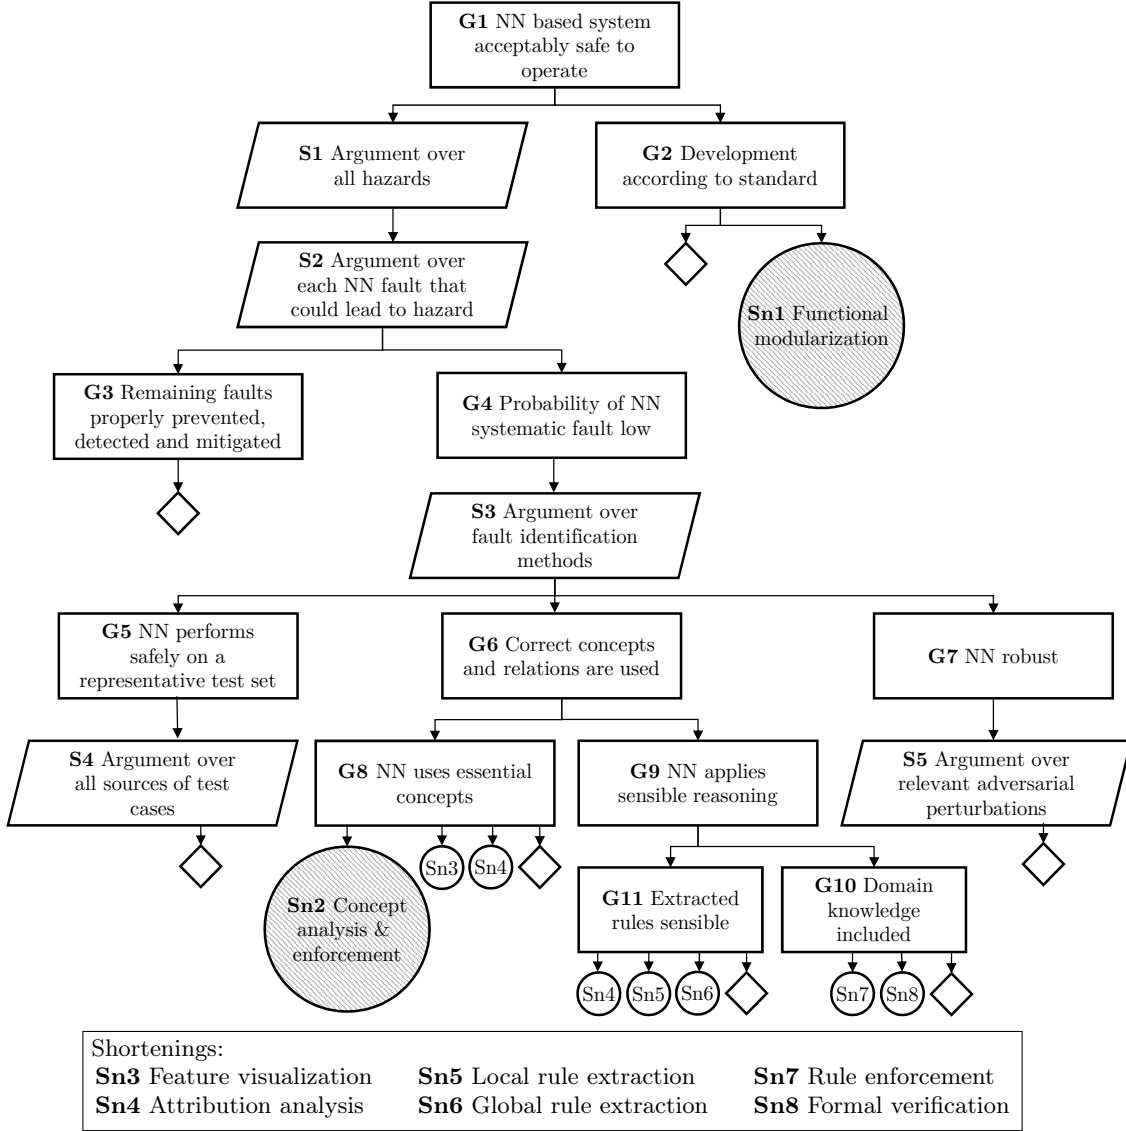 G1 NN based system
acceptably safe to
operate
S1 Argument over
all hazards
G2 Development
according to standard
S2 Argument over
each NN fault that
could lead to hazard
Sn1 Functional
modularization
G3 Remaining faults
properly prevented,
detected and mitigated
G4 Probability of NN
systematic fault low
S3 Argument over
fault identification
methods
G5 NN performs
safely on a
representative test set
G6 Correct concepts
and relations are used
G7 NN robust
S4 Argument over
all sources of test
cases
G8 NN uses essential
concepts
G9 NN applies
sensible reasoning
S5 Argument over
relevant adversarial
perturbations
Sn2 Concept
analysis &
enforcement
Sn3
Sn4
G11 Extracted
rules sensible
G10 Domain
knowledge
included
Sn4
Sn5
Sn6
Sn7
Sn8
Shortenings:
Sn3 Feature visualization
Sn5 Local rule extraction
Sn7 Rule enforcement
Sn4 Attribution analysis
Sn6 Global rule extraction
Sn8 Formal verification